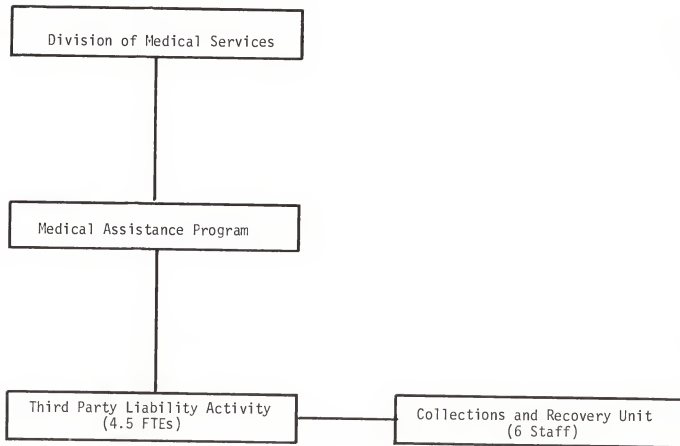 Division of Medical Services
Medical Assistance Program
Third Party Liability Activity
(4.5 FTEs)
Collections and Recovery Unit
(6 Staff)